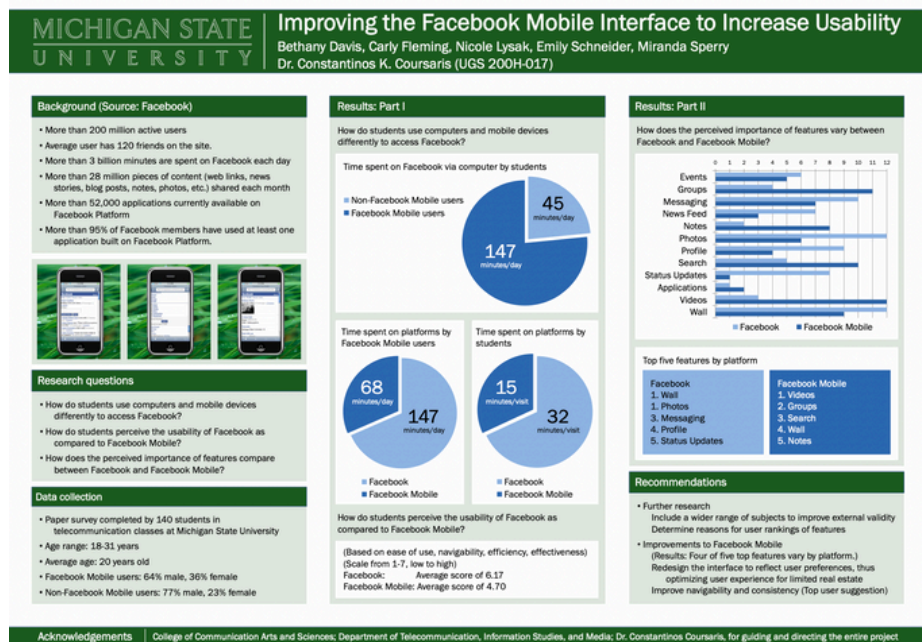 MICHIGAN STATE
UNIVERSITY
Improving the Facebook Mobile Interface to Increase Usability
Bethany Davis, Carly Fleming, Nicole Lysak, Emily Schneider, Miranda Sperry
Dr. Constantinos K. Coursaris (UGS 200H-017)
Background (Source: Facebook)
• More than 200 million active users
• Average user has 120 friends on the site.
• More than 3 billion minutes are spent on Facebook each day
• More than 28 million pieces of content (web links, news
stories, blog posts, notes, photos, etc.) shared each month
• More than 52,000 applications currently available on
Facebook Platform
• More than 95% of Facebook members have used at least one
application built on Facebook Platform.
Research questions
• How do students use computers and mobile devices
differently to access Facebook?
• How do students perceive the usability of Facebook as
compared to Facebook Mobile?
• How does the perceived importance of features compare
between Facebook and Facebook Mobile?
Data collection
• Paper survey completed by 140 students in
telecommunication classes at Michigan State University
• Age range: 18-31 years
• Average age: 20 years old
• Facebook Mobile users: 64% male, 36% female
• Non-Facebook Mobile users: 77% male, 23% female
Results: Part I
How do students use computers and mobile devices
differently to access Facebook?
Time spent on Facebook via computer by students
Non-Facebook Mobile users
Facebook Mobile users
45
minutes/day
147
minutes/day
Time spent on platforms by
Facebook Mobile users
68
minutes/day
147
minutes/day
Facebook
Facebook Mobile
Time spent on platforms by
students
15
minutes/visit
32
minutes/visit
Facebook
Facebook Mobile
How do students perceive the usability of Facebook as
compared to Facebook Mobile?
(Based on ease of use, navigability, efficiency, effectiveness)
(Scale from 1-7, low to high)
Facebook: Average score of 6.17
Facebook Mobile: Average score of 4.70
Results: Part II
How does the perceived importance of features vary between
Facebook and Facebook Mobile?
0 1 2 3 4 5 6 7 8 9 10 11 12
Events
Groups
Messaging
News Feed
Notes
Photos
Profile
Search
Status Updates
Applications
Videos
Wall
Facebook Facebook Mobile
Top five features by platform
Facebook
1. Wall
1. Photos
3. Messaging
4. Profile
5. Status Updates
Facebook Mobile
1. Videos
2. Groups
3. Search
4. Wall
5. Notes
Recommendations
• Further research
Include a wider range of subjects to improve external validity
Determine reasons for user rankings of features
• Improvements to Facebook Mobile
(Results: Four of five top features vary by platform.)
Redesign the interface to reflect user preferences, thus
optimizing user experience for limited real estate
Improve navigability and consistency (Top user suggestion)
Acknowledgements College of Communication Arts and Sciences; Department of Telecommunication, Information Studies, and Media; Dr. Constantinos Coursaris, for guiding and directing the entire project